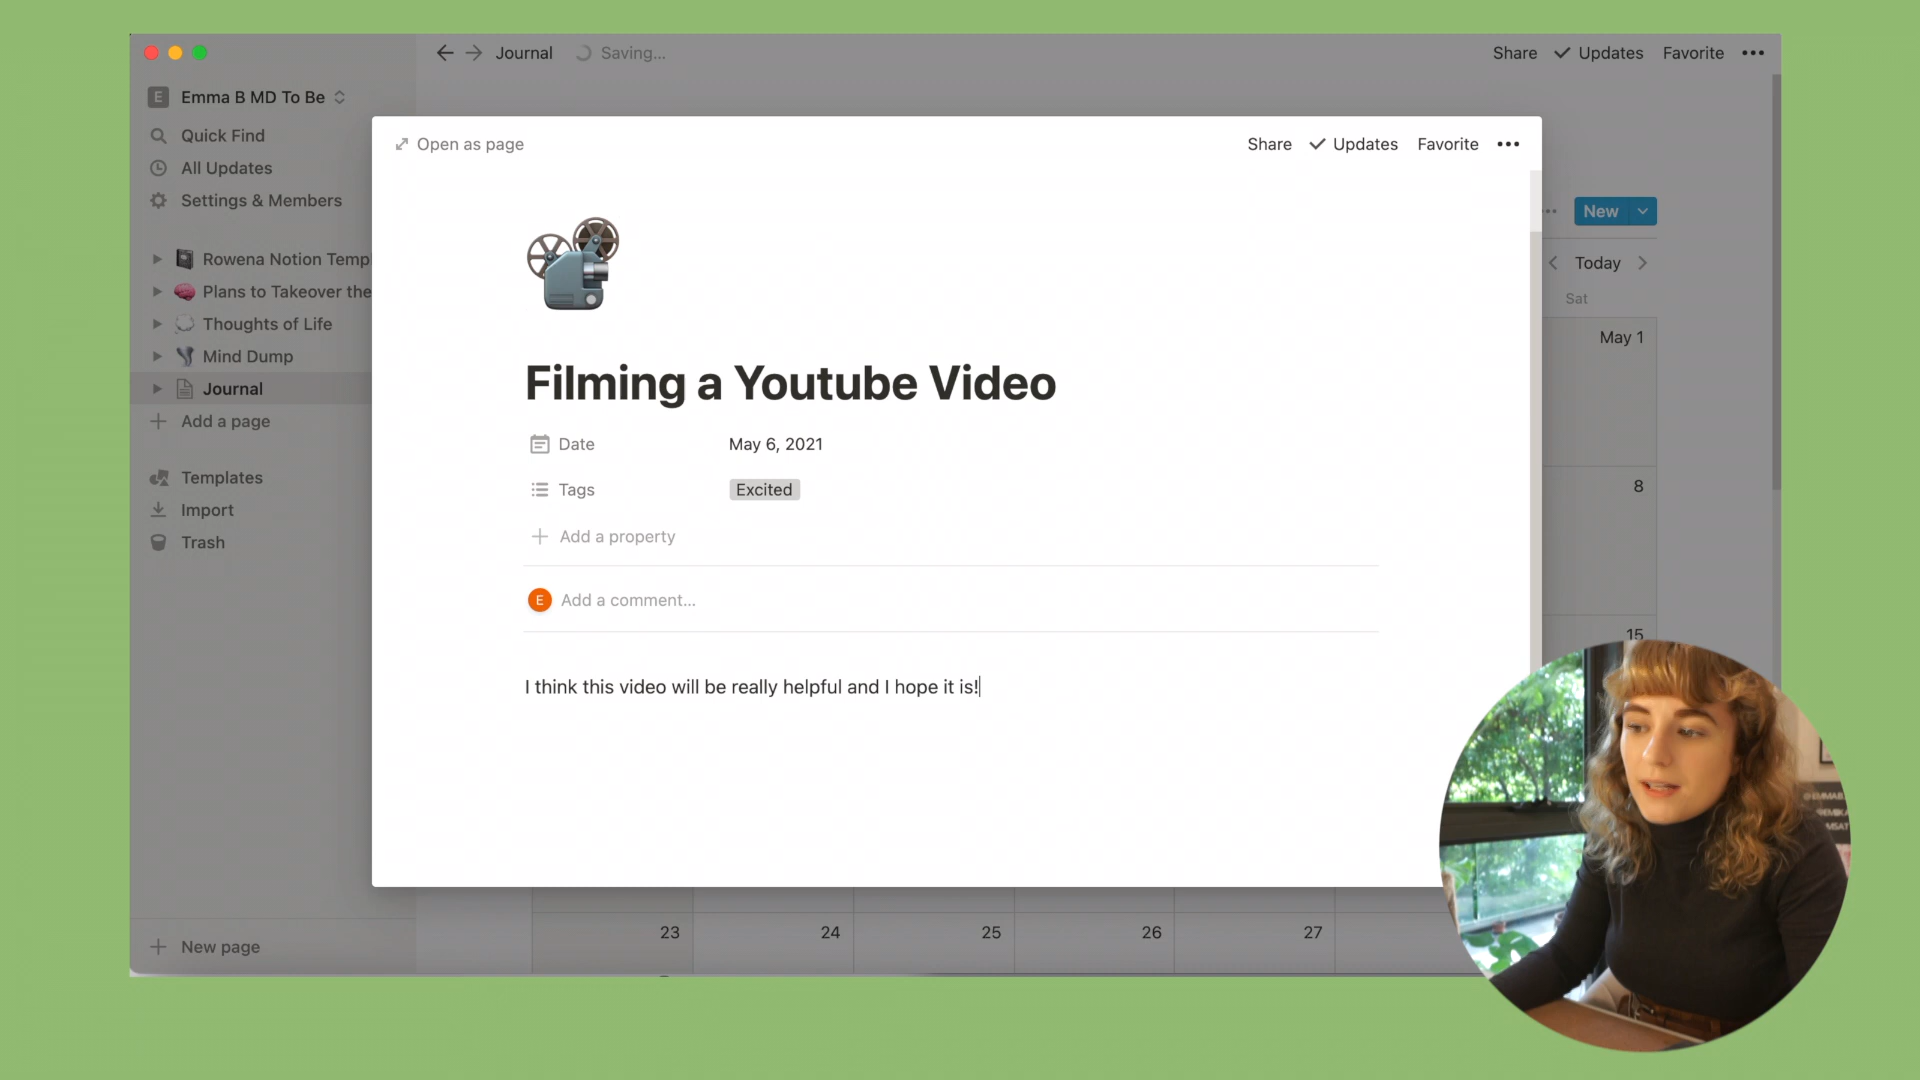 Journal Saving...
Share Updates Favorite
E Emma B MD To Be
Quick Find
All Updates
Settings & Members
Rowena Notion Temp
Plans to Takeover the
Thoughts of Life
Mind Dump
Journal
Add a page
Templates
Import
Trash
New page
Open as page
Share Updates Favorite
Filming a Youtube Video
Date May 6, 2021
Tags Excited
Add a property
E Add a comment...
I think this video will be really helpful and I hope it is!
New
Today
Sat
May 1
8
15
23 24 25 26 27